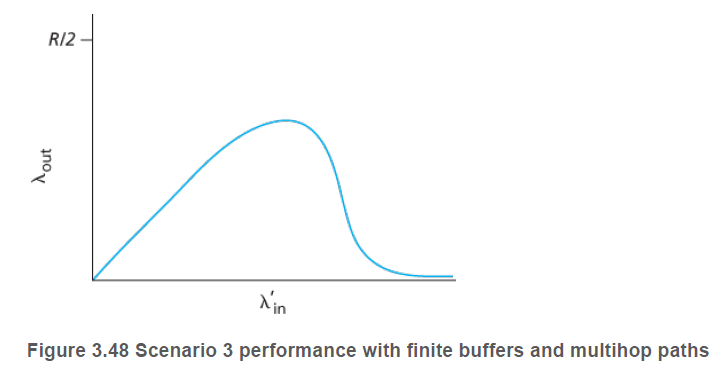 R/2
λout
λ′in
Figure 3.48 Scenario 3 performance with finite buffers and multihop paths